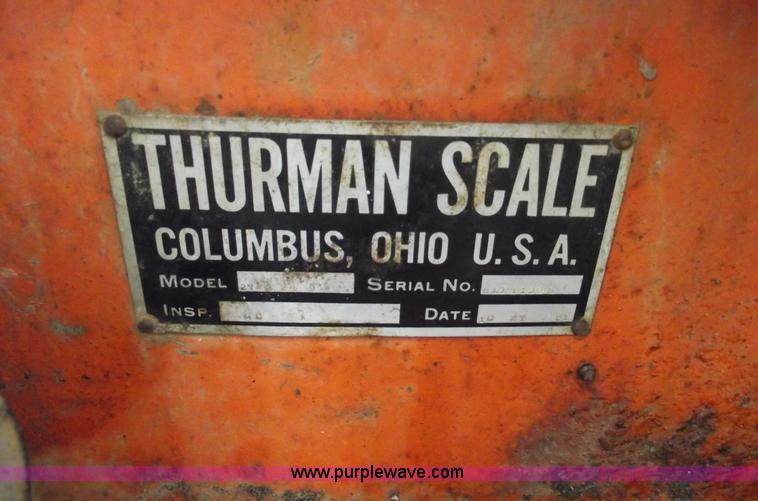 THURMAN SCALE
COLUMBUS, OHIO U.S.A.
MODEL SERIAL NO.
INSP. DATE
www.purplewave.com